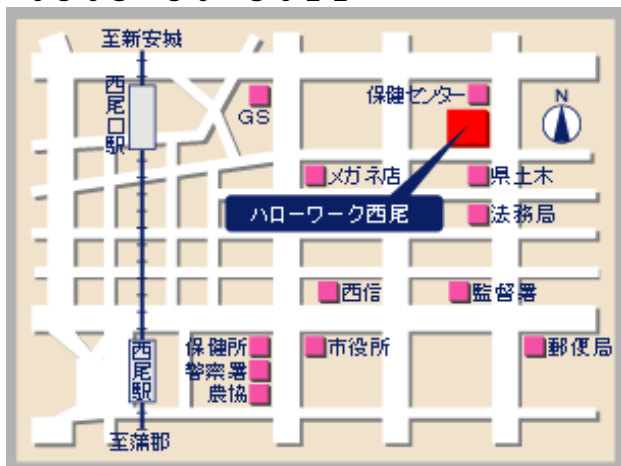 至新安城
西尾口駅
GS
保健センター
N
メガネ店
県土木
ハローワーク西尾
法務局
西信
監督署
西尾駅
保健所
市役所
郵便局
警察署
農協
至蒲郡